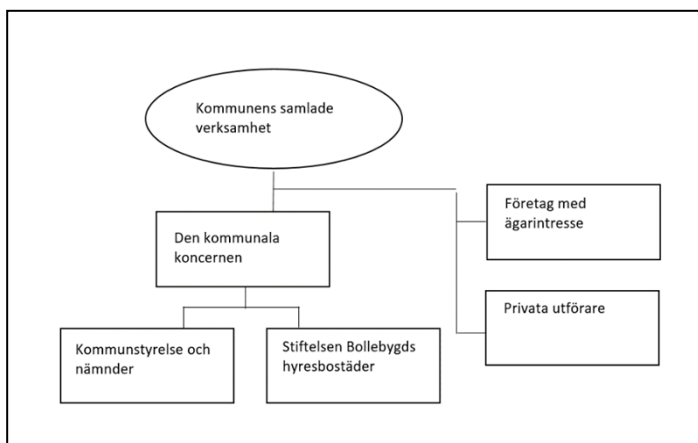 Kommunens samlade
verksamhet
Företag med
ägarintresse
Den kommunala
koncernen
Privata utförare
Kommunstyrelse och
nämnder
Stiftelsen Bollebygds
hyresbostäder